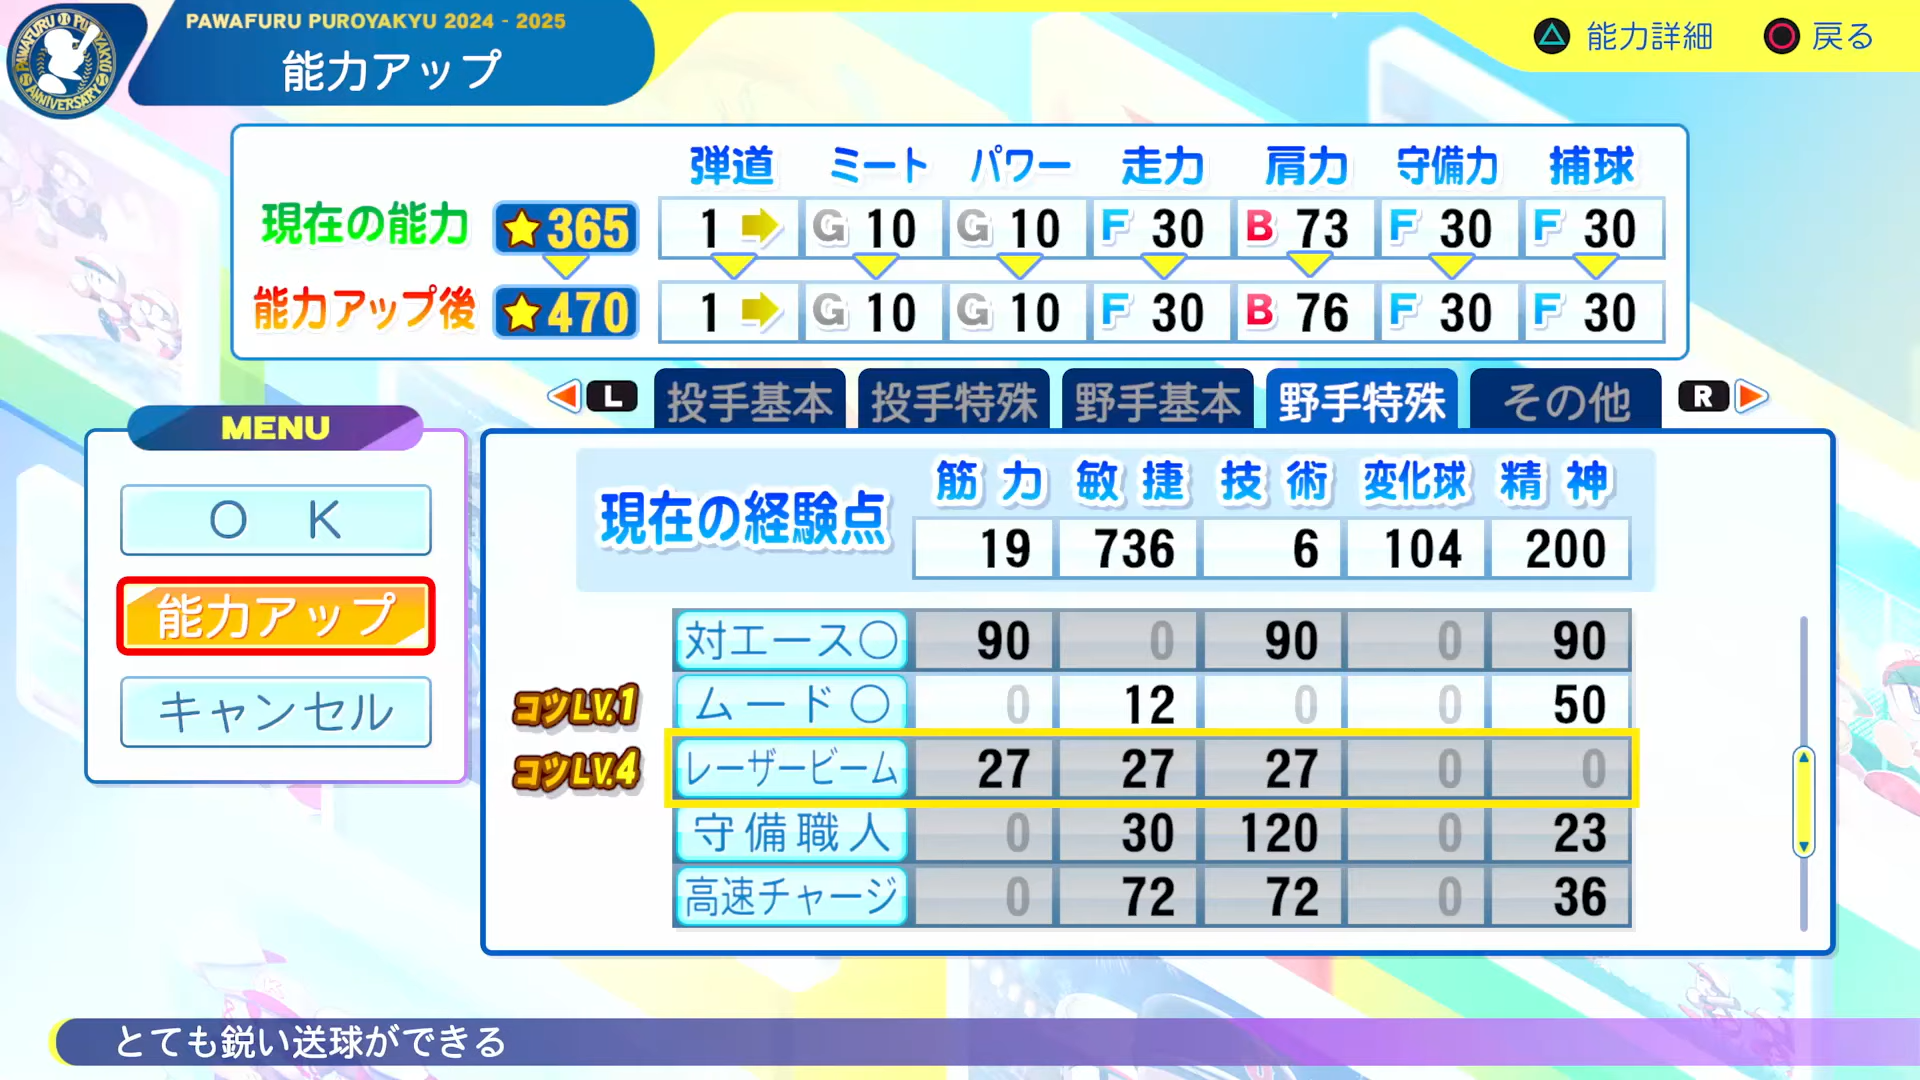 PAWAFURU PUROYAKYU 2024 - 2025
能力アップ
能力詳細 戻る
PAWAFURU PUROYAKYU ANNIVERSARY
弾道 ミート パワー 走力 肩力 守備力 捕球
現在の能力 ★365 1 G 10 G 10 F 30 B 73 F 30 F 30
能力アップ後 ★470 1 G 10 G 10 F 30 B 76 F 30 F 30
L 投手基本 投手特殊 野手基本 野手特殊 その他 R
MENU
OK
能力アップ
キャンセル
筋力 敏捷 技術 変化球 精神
現在の経験点 19 736 6 104 200
対エース○ 90 0 90 0 90
コツLV.1 ムード○ 0 12 0 0 50
コツLV.4 レーザービーム 27 27 27 0 0
守備職人 0 30 120 0 23
高速チャージ 0 72 72 0 36
とても鋭い送球ができる